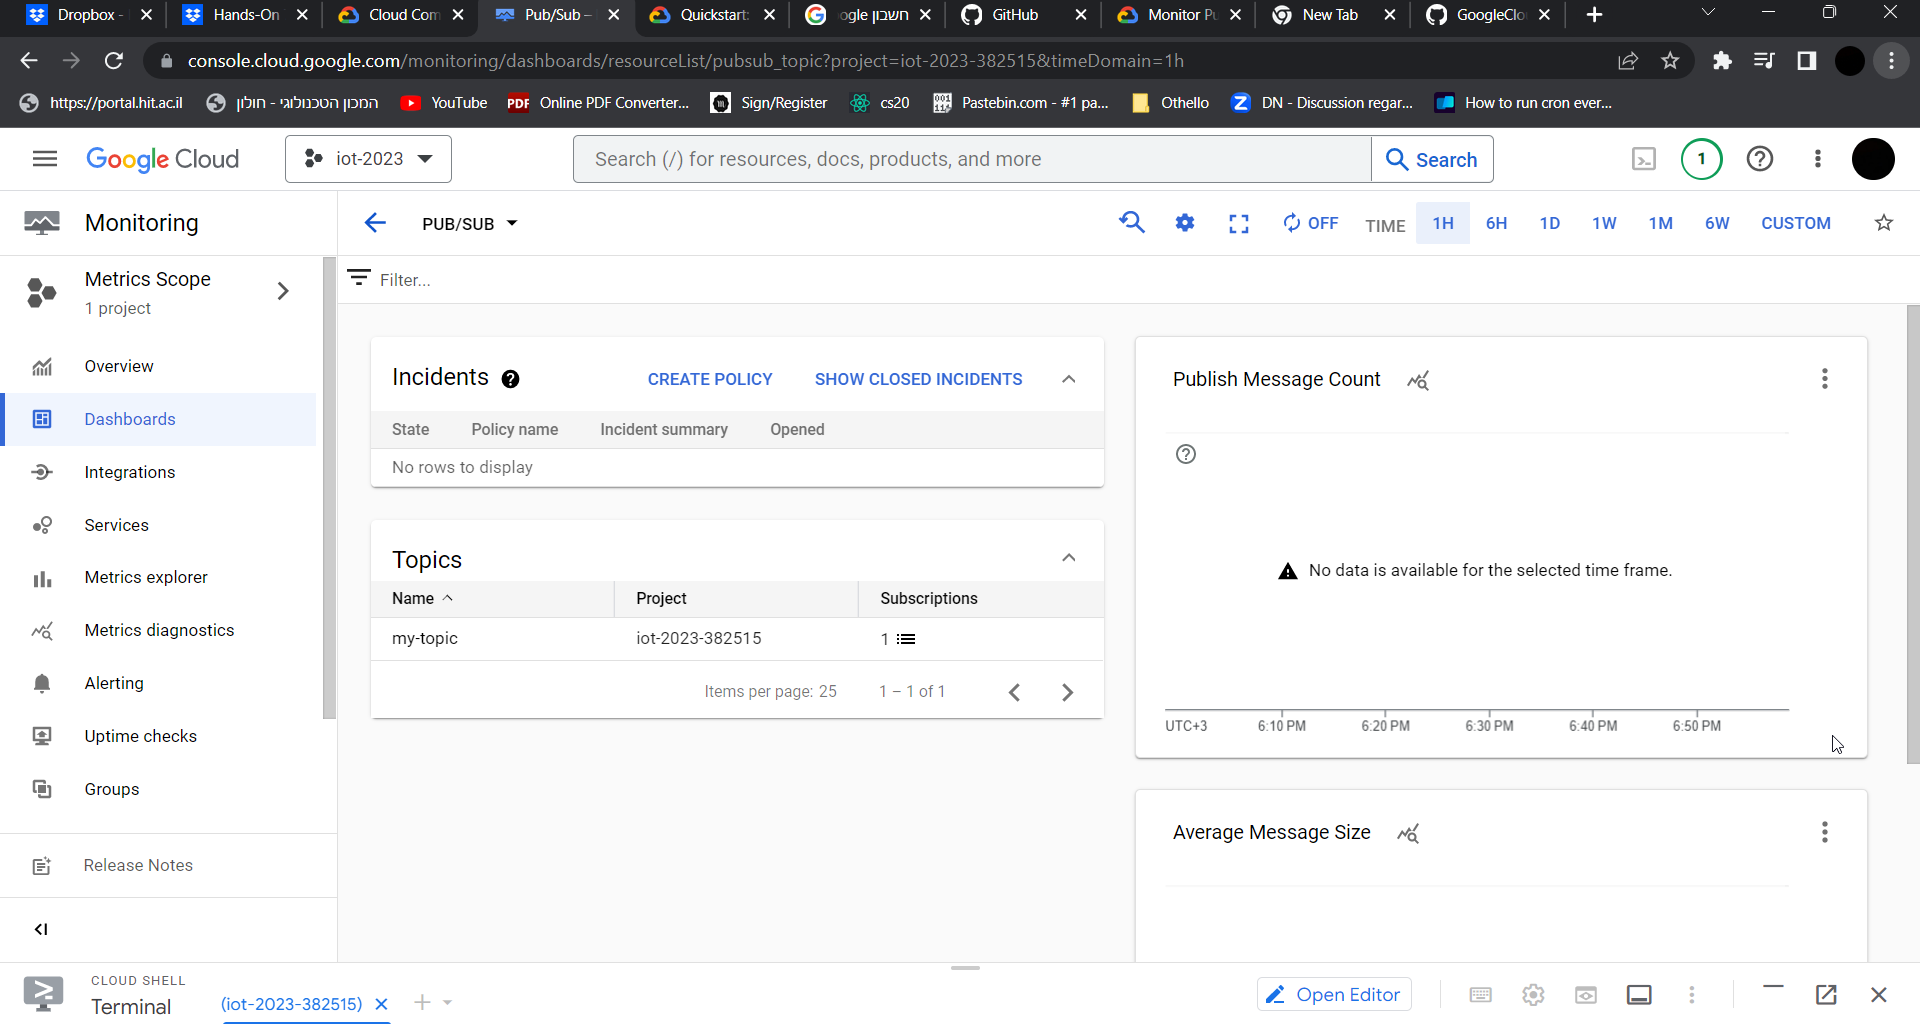 Dropbox - Hands-On Cloud Com Pub/Sub – Quickstart: ogle חשבון GitHub Monitor Pu New Tab GoogleClo
console.cloud.google.com/monitoring/dashboards/resourceList/pubsub_topic?project=iot-2023-382515&timeDomain=1h
https://portal.hit.ac.il המכון הטכנולוגי - חולון YouTube PDF Online PDF Converter... Sign/Register cs20 Pastebin.com - #1 pa... Othello DN - Discussion regar... How to run cron ever...
Google Cloud iot-2023 Search (/) for resources, docs, products, and more Search 1
Monitoring
PUB/SUB OFF TIME 1H 6H 1D 1W 1M 6W CUSTOM
Metrics Scope
1 project
Overview
Dashboards
Integrations
Services
Metrics explorer
Metrics diagnostics
Alerting
Uptime checks
Groups
Release Notes
Filter...
Incidents CREATE POLICY SHOW CLOSED INCIDENTS
State Policy name Incident summary Opened
No rows to display
Topics
Name Project Subscriptions
my-topic iot-2023-382515 1
Items per page: 25 1 – 1 of 1
Publish Message Count
No data is available for the selected time frame.
UTC+3 6:10 PM 6:20 PM 6:30 PM 6:40 PM 6:50 PM
Average Message Size
CLOUD SHELL
Terminal (iot-2023-382515) Open Editor